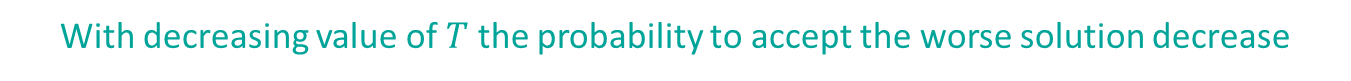 With decreasing value of T the probability to accept the worse solution decrease